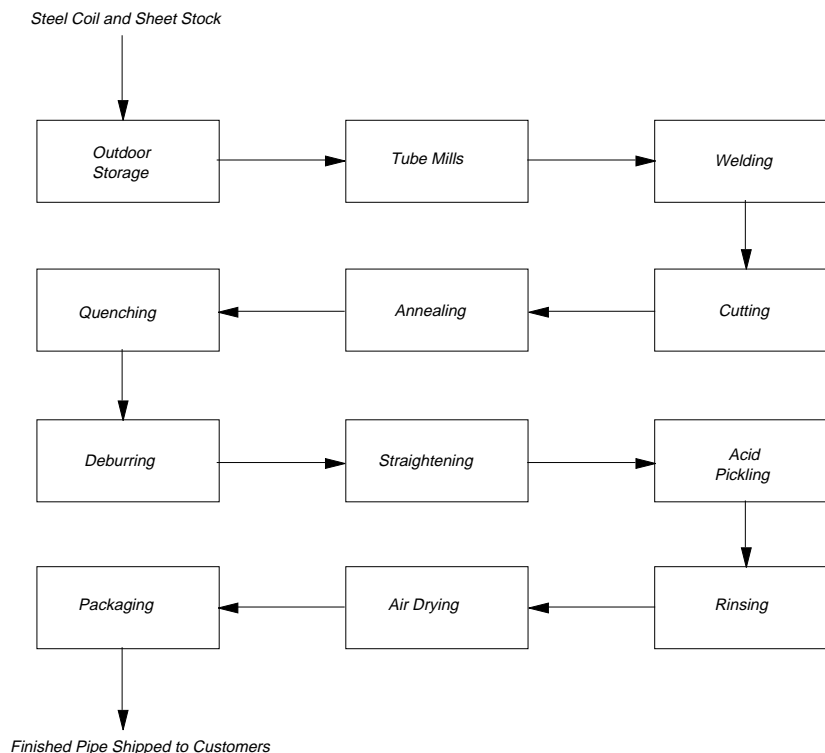 Steel Coil and Sheet Stock
Outdoor
Storage
Tube Mills
Welding
Quenching
Annealing
Cutting
Deburring
Straightening
Acid
Pickling
Packaging
Air Drying
Rinsing
Finished Pipe Shipped to Customers